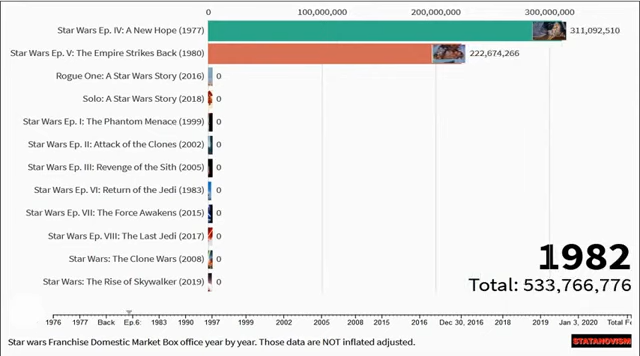 0 100,000,000 200,000,000 300,000,000
Star Wars Ep. IV: A New Hope (1977) 311,092,510
Star Wars Ep. V: The Empire Strikes Back (1980) 222,674,266
Rogue One: A Star Wars Story (2016) 0
Solo: A Star Wars Story (2018) 0
Star Wars Ep. I: The Phantom Menace (1999) 0
Star Wars Ep. II: Attack of the Clones (2002) 0
Star Wars Ep. III: Revenge of the Sith (2005) 0
Star Wars Ep. VI: Return of the Jedi (1983) 0
Star Wars Ep. VII: The Force Awakens (2015) 0
Star Wars Ep. VIII: The Last Jedi (2017) 0
Star Wars: The Clone Wars (2008) 0
Star Wars: The Rise of Skywalker (2019) 0
1982
Total: 533,766,776
1976 1977 Back Ep.6: 1983 1990 1997 1999 2002 2005 2008 2015 2016 Dec 30, 2016 2018 2019 Jan 3, 2020 Total
Star wars Franchise Domestic Market Box office year by year. Those data are NOT inflated adjusted.
STATANOVISM